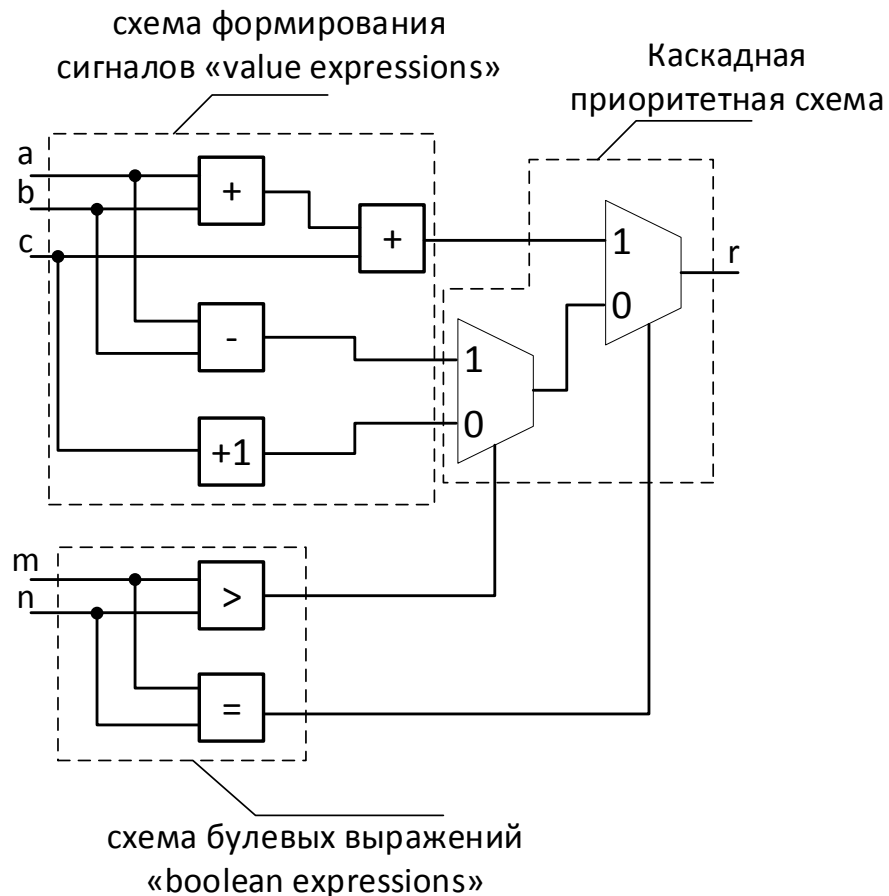 схема формирования
сигналов «value expressions»
Каскадная
приоритетная схема
a
b
c
+
+
-
+1
1
0
1
0
r
m
n
>
=
схема булевых выражений
«boolean expressions»